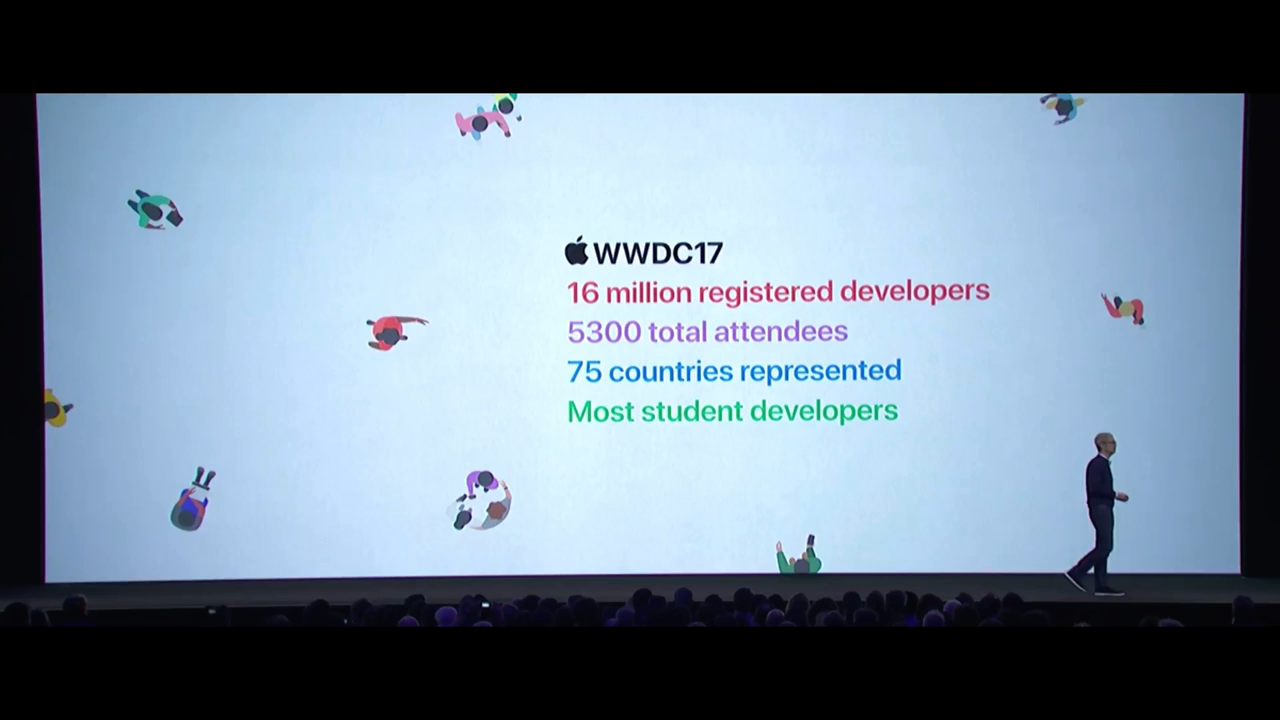 WWDC17
16 million registered developers
5300 total attendees
75 countries represented
Most student developers